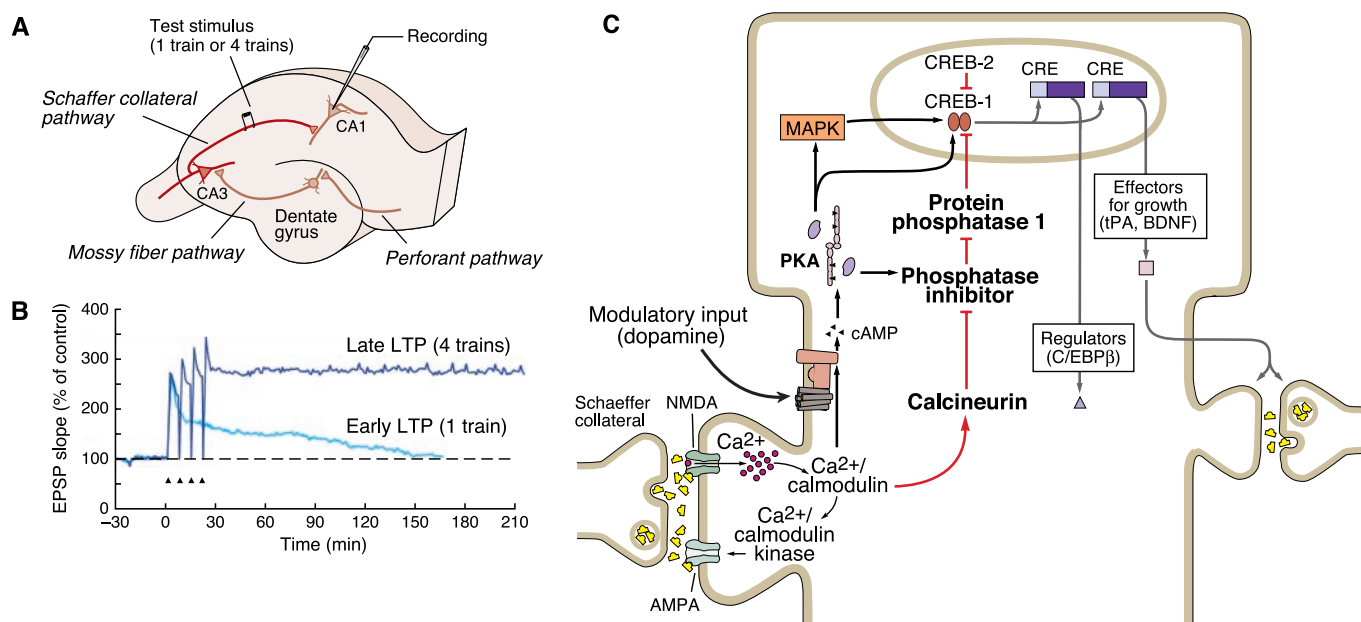 A
Test stimulus
(1 train or 4 trains)
Recording
Schaffer collateral
pathway
CA1
CA3
Dentate
gyrus
Mossy fiber pathway
Perforant pathway
B
EPSP slope (% of control)
400
300
200
150
100
50
0
Late LTP (4 trains)
Early LTP (1 train)
–30 0 30 60 90 120 150 180 210
Time (min)
C
CREB-2
CREB-1
CRE
CRE
MAPK
Effectors
for growth
(tPA, BDNF)
Protein
phosphatase 1
PKA
Phosphatase
inhibitor
Modulatory input
(dopamine)
cAMP
Regulators
(C/EBPβ)
Calcineurin
Schaeffer
collateral
NMDA
Ca2+
Ca2+/
calmodulin
Ca2+/
calmodulin
kinase
AMPA